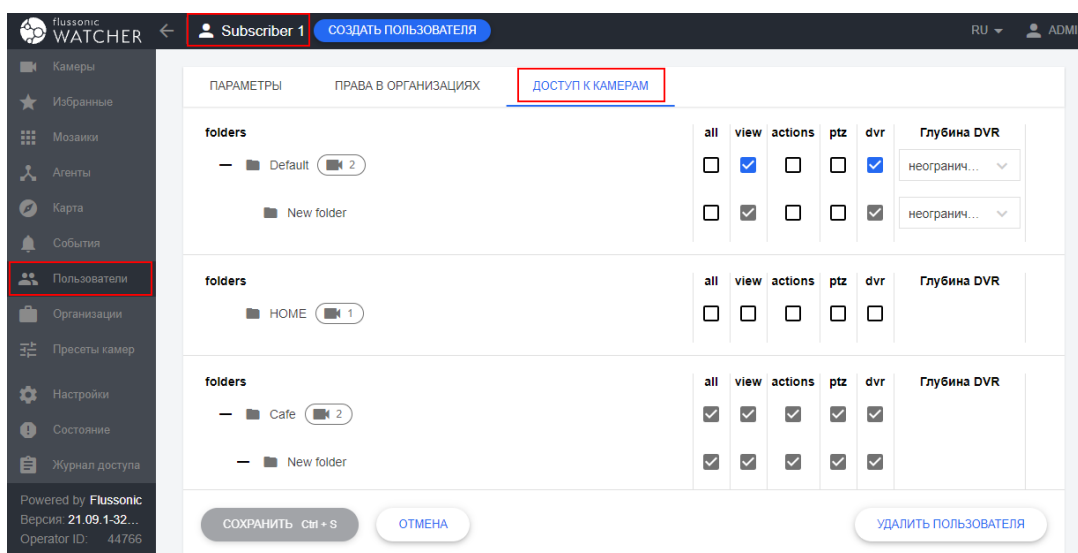 flussonic
WATCHER
Subscriber 1 СОЗДАТЬ ПОЛЬЗОВАТЕЛЯ RU ADMI
Камеры
Избранные
Мозаики
Агенты
Карта
События
Пользователи
Организации
Пресеты камер
Настройки
Состояние
Журнал доступа
Powered by Flussonic
Версия: 21.09.1-32...
Operator ID: 44766
ПАРАМЕТРЫ ПРАВА В ОРГАНИЗАЦИЯХ ДОСТУП К КАМЕРАМ
folders all view actions ptz dvr Глубина DVR
Default 2 неогранич...
New folder неогранич...
folders all view actions ptz dvr Глубина DVR
HOME 1
folders all view actions ptz dvr Глубина DVR
Cafe 2
New folder
СОХРАНИТЬ Ctrl + S ОТМЕНА УДАЛИТЬ ПОЛЬЗОВАТЕЛЯ